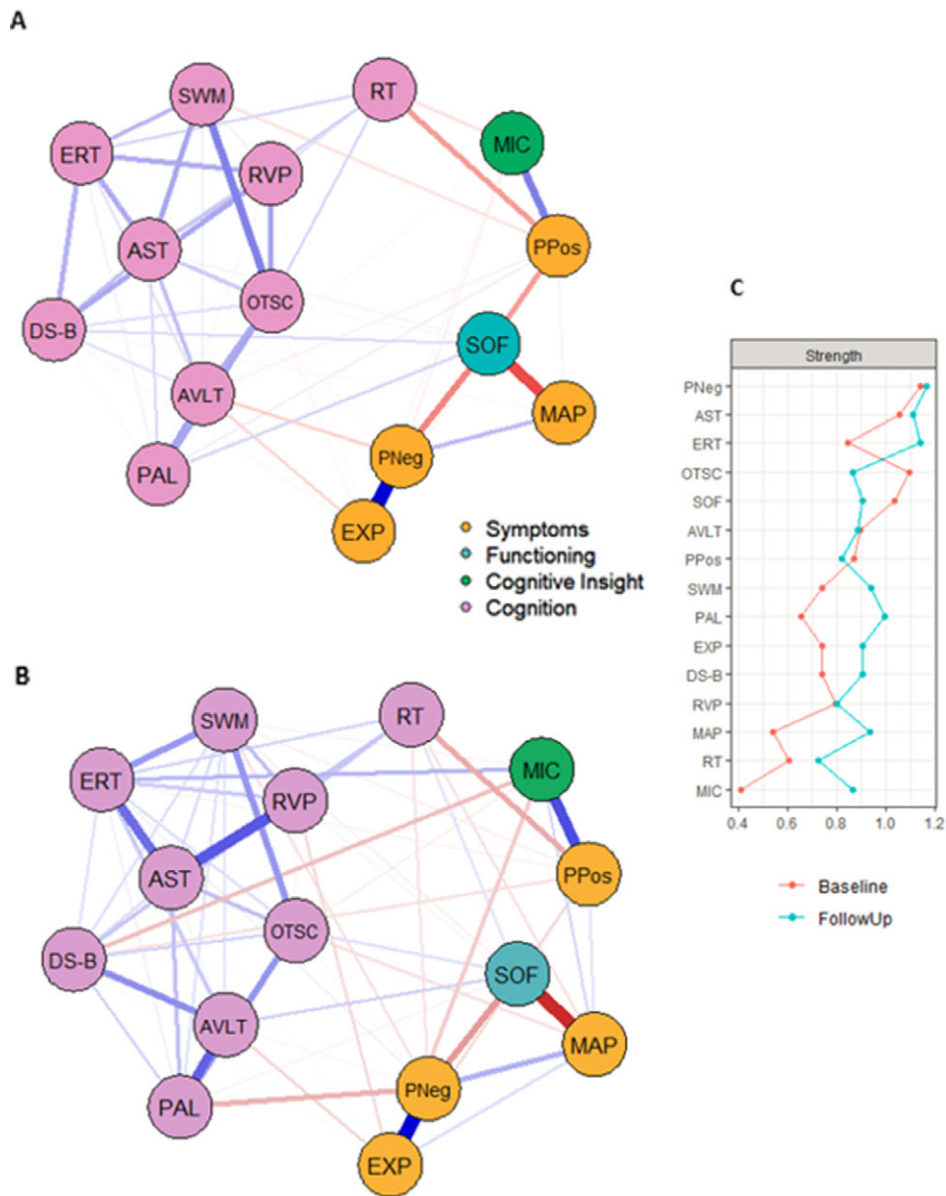 A
SWM
RT
ERT
RVP
MIC
AST
PPos
DS-B
OTSC
SOF
AVLT
MAP
PAL
PNeg
EXP
Symptoms
Functioning
Cognitive Insight
Cognition
B
SWM
RT
ERT
RVP
MIC
AST
PPos
DS-B
OTSC
SOF
AVLT
MAP
PAL
PNeg
EXP
C
Strength
PNeg
AST
ERT
OTSC
SOF
AVLT
PPos
SWM
PAL
EXP
DS-B
RVP
MAP
RT
MIC
0.4 0.6 0.8 1.0 1.2
Baseline
FollowUp